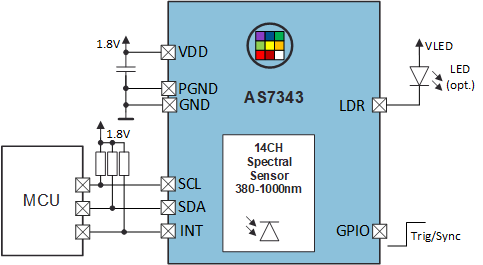 1.8V
VDD
PGND
GND
AS7343
VLED
LED
(opt.)
LDR
1.8V
MCU
SCL
SDA
INT
14CH
Spectral
Sensor
380-1000nm
GPIO
Trig/Sync